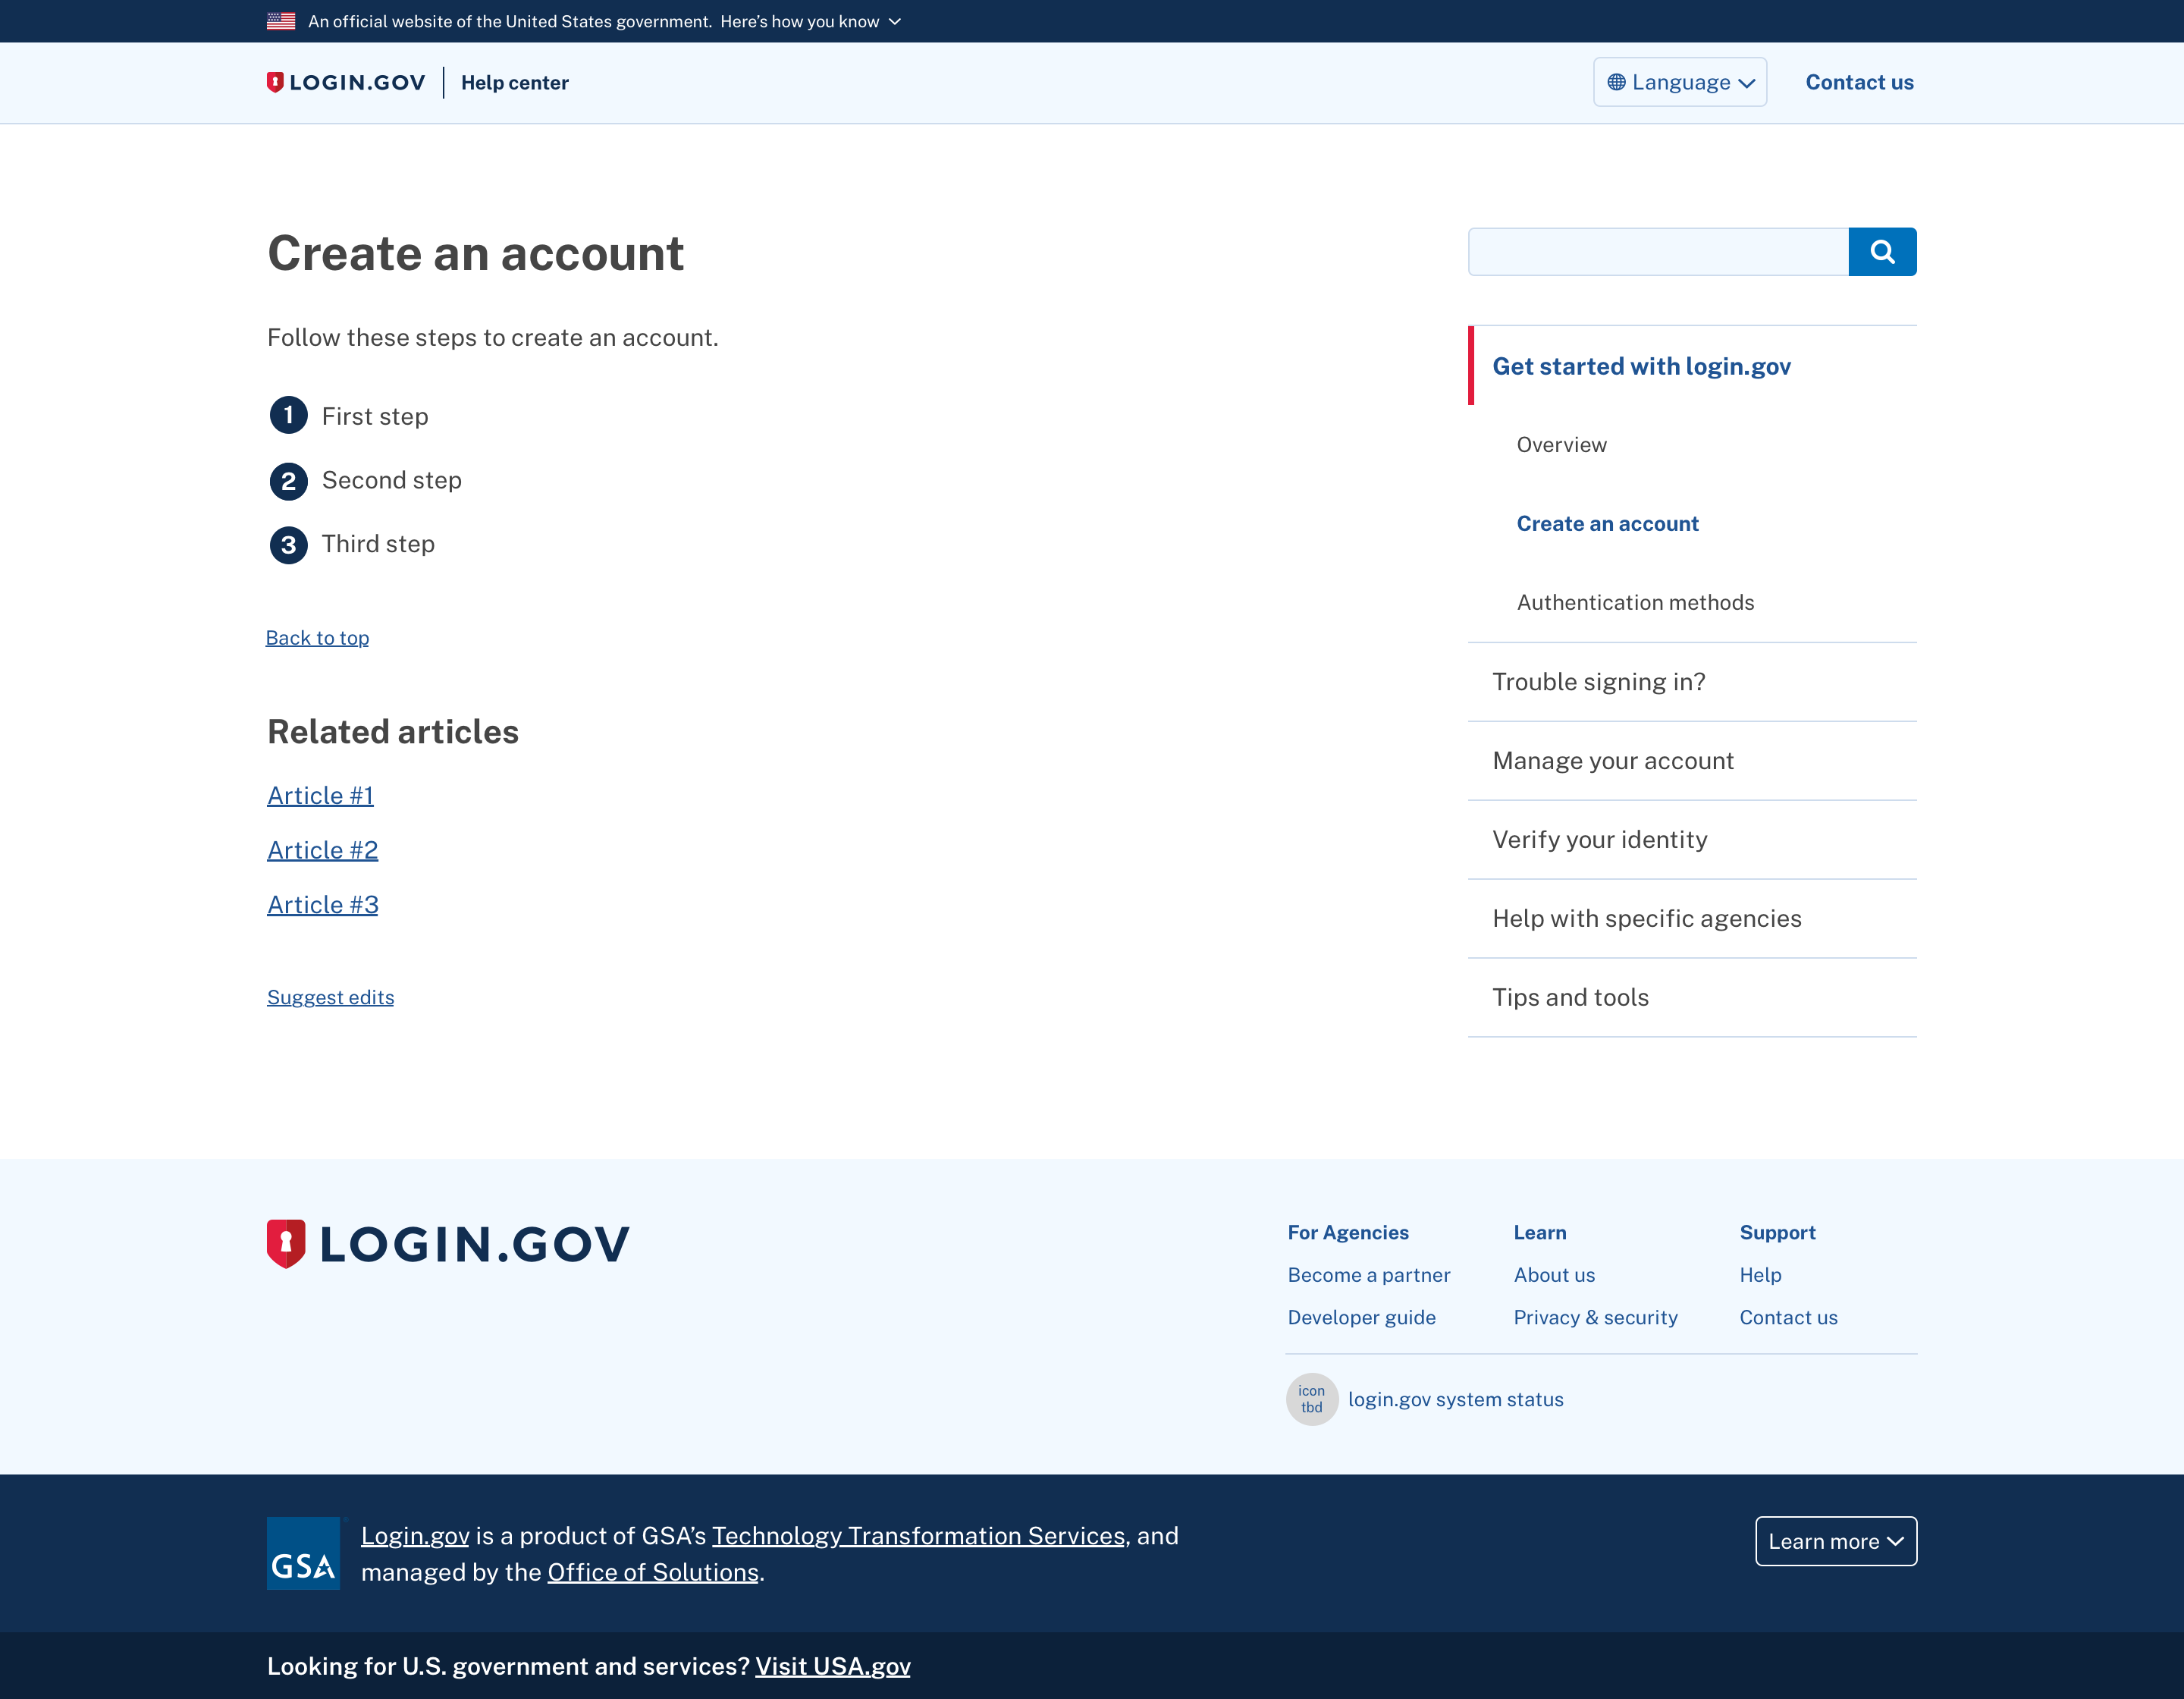 An official website of the United States government. Here’s how you know
LOGIN.GOV
Help center
Language
Contact us
Create an account
Follow these steps to create an account.
1 First step
2 Second step
3 Third step
Back to top
Related articles
Article #1
Article #2
Article #3
Suggest edits
Get started with login.gov
Overview
Create an account
Authentication methods
Trouble signing in?
Manage your account
Verify your identity
Help with specific agencies
Tips and tools
LOGIN.GOV
For Agencies
Become a partner
Developer guide
Learn
About us
Privacy & security
Support
Help
Contact us
icon
tbd
login.gov system status
GSA
Login.gov is a product of GSA’s Technology Transformation Services, and
managed by the Office of Solutions.
Learn more
Looking for U.S. government and services? Visit USA.gov